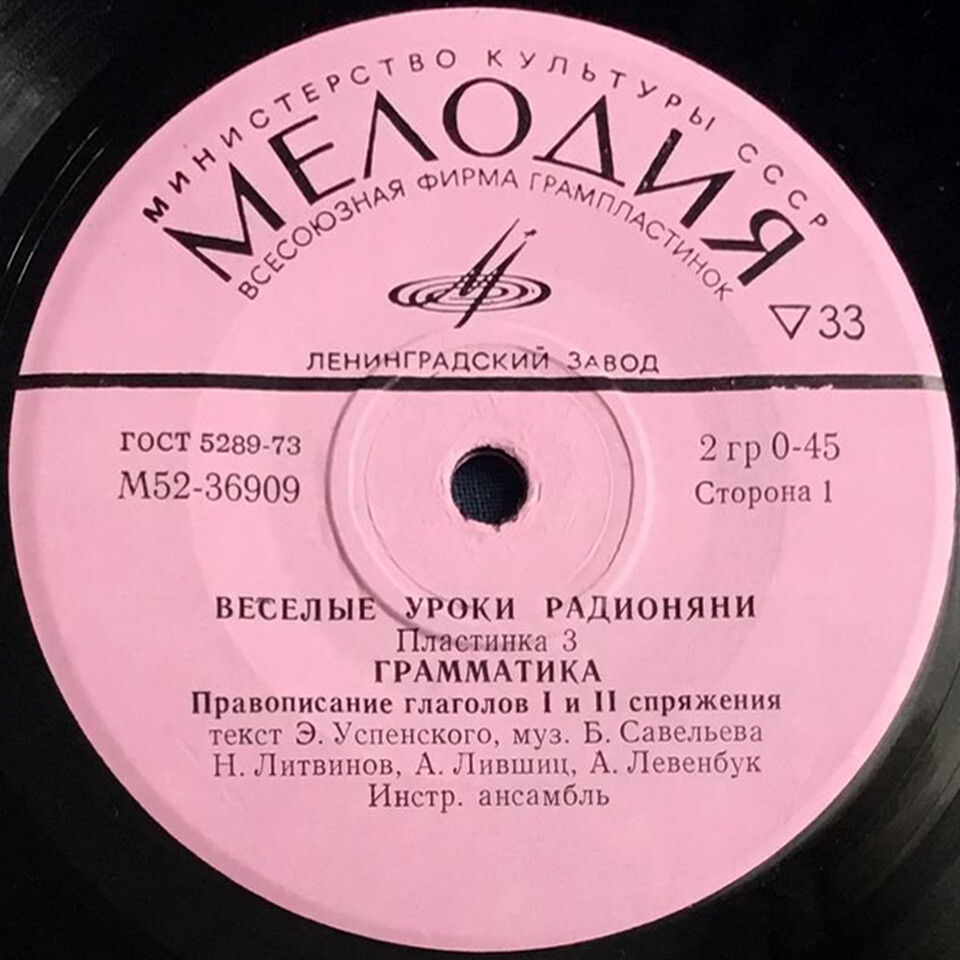 МИНИСТЕРСТВО КУЛЬТУРЫ СССР
МЕЛОДИЯ
ВСЕСОЮЗНАЯ ФИРМА ГРАМПЛАСТИНОК
▽33
ЛЕНИНГРАДСКИЙ ЗАВОД
ГОСТ 5289-73
М52-36909
2 гр 0-45
Сторона 1
ВЕСЕЛЫЕ УРОКИ РАДИОНЯНИ
Пластинка 3
ГРАММАТИКА
Правописание глаголов I и II спряжения
текст Э. Успенского, муз. Б. Савельева
Н. Литвинов, А. Лившиц, А. Левенбук
Инстр. ансамбль